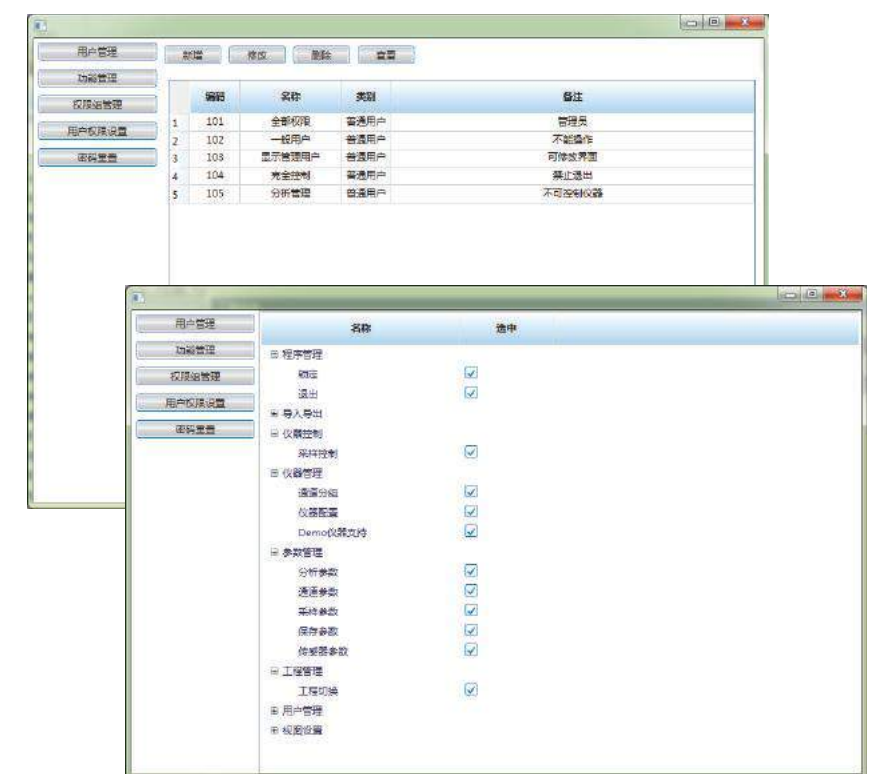 用户管理
功能管理
权限组管理
用户权限设置
密码重置
新增 修改 删除 查看
编码 名称 类别 备注
1 101 全部权限 普通用户 管理员
2 102 一般用户 普通用户 不能操作
3 103 显示管理用户 普通用户 可修改界面
4 104 完全控制 普通用户 禁止退出
5 105 分析管理 普通用户 不可控制仪器
用户管理
功能管理
权限组管理
用户权限设置
密码重置
名称 选中
程序管理
锁定
退出
导入导出
仪器控制
采样控制
仪器管理
通道分组
仪器配置
Demo仪器支持
参数管理
分析参数
通道参数
采样参数
保存参数
传感器参数
工程管理
工程切换
用户管理
视图设置